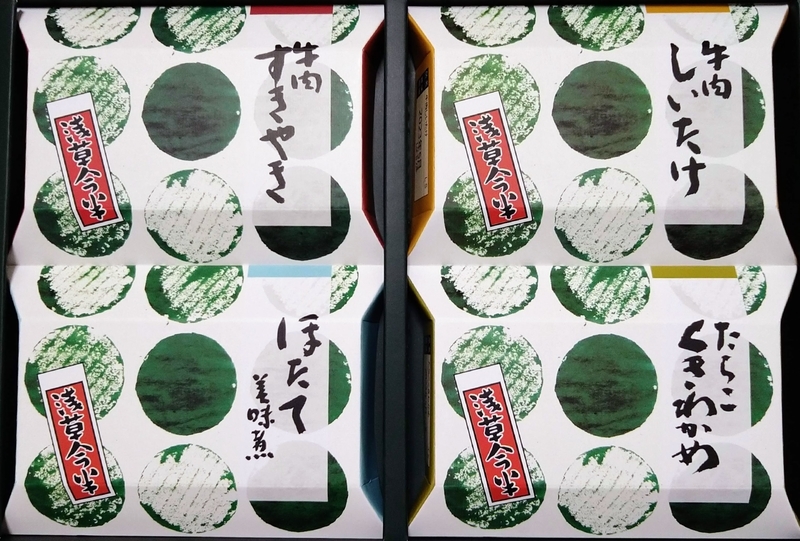 牛肉
すきやき
浅草今半
牛肉
しいたけ
浅草今半
ほたて
美味煮
浅草今半
たらこ
くきわかめ
浅草今半